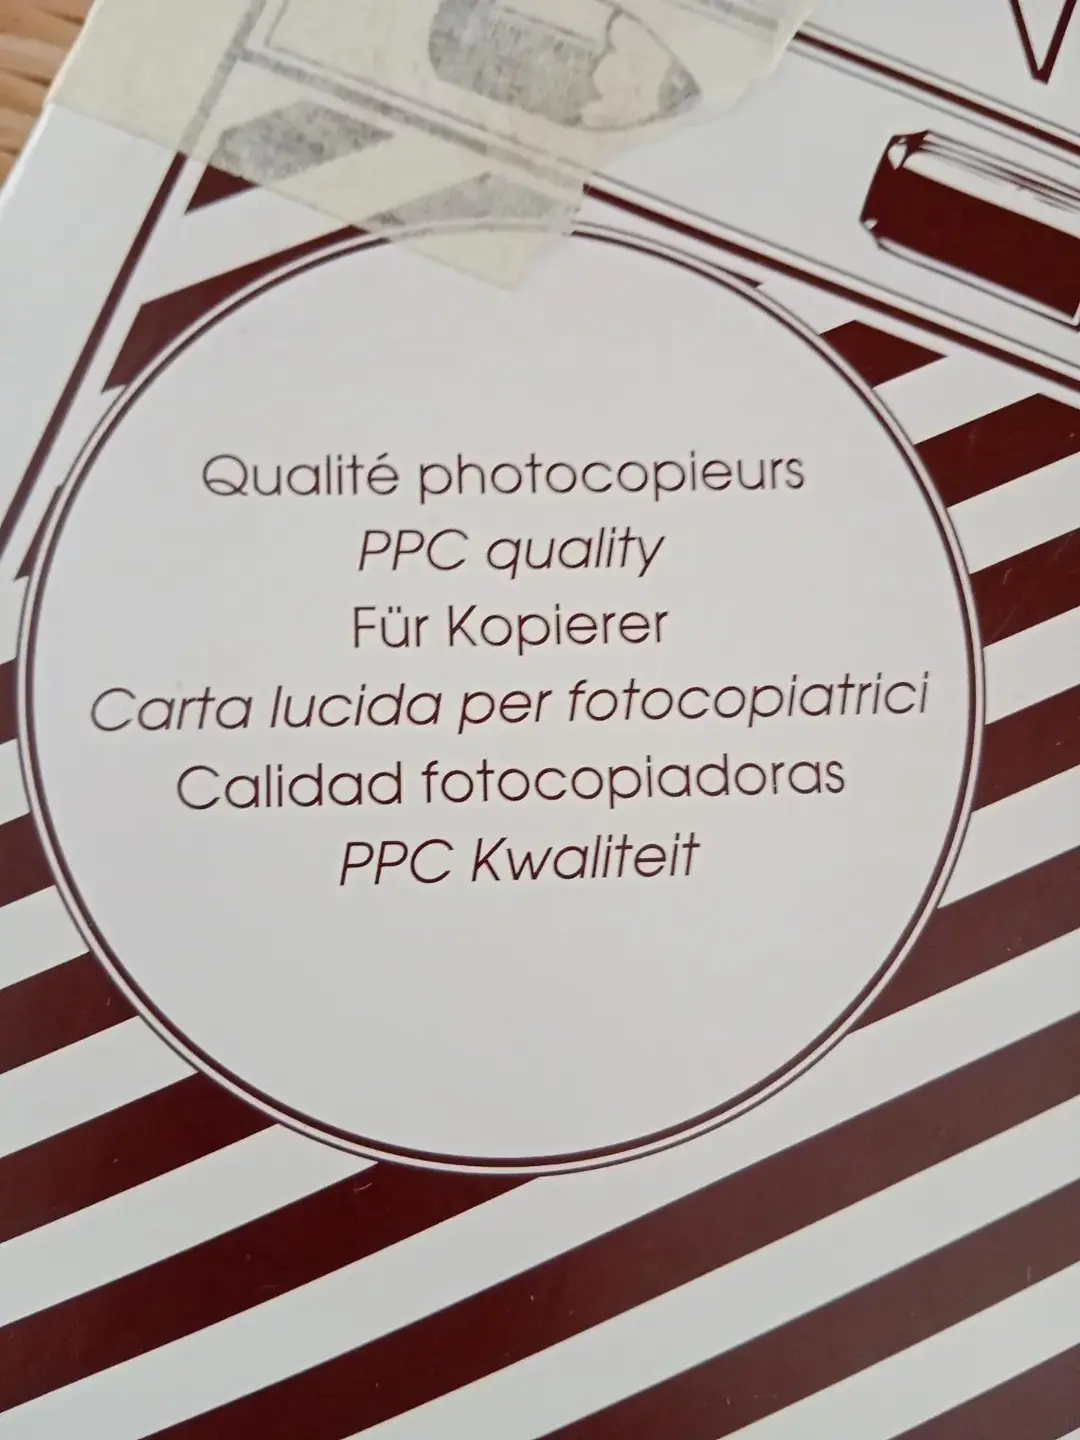 Qualité photocopieurs
PPC quality
Für Kopierer
Carta lucida per fotocopiatrici
Calidad fotocopiadoras
PPC Kwaliteit